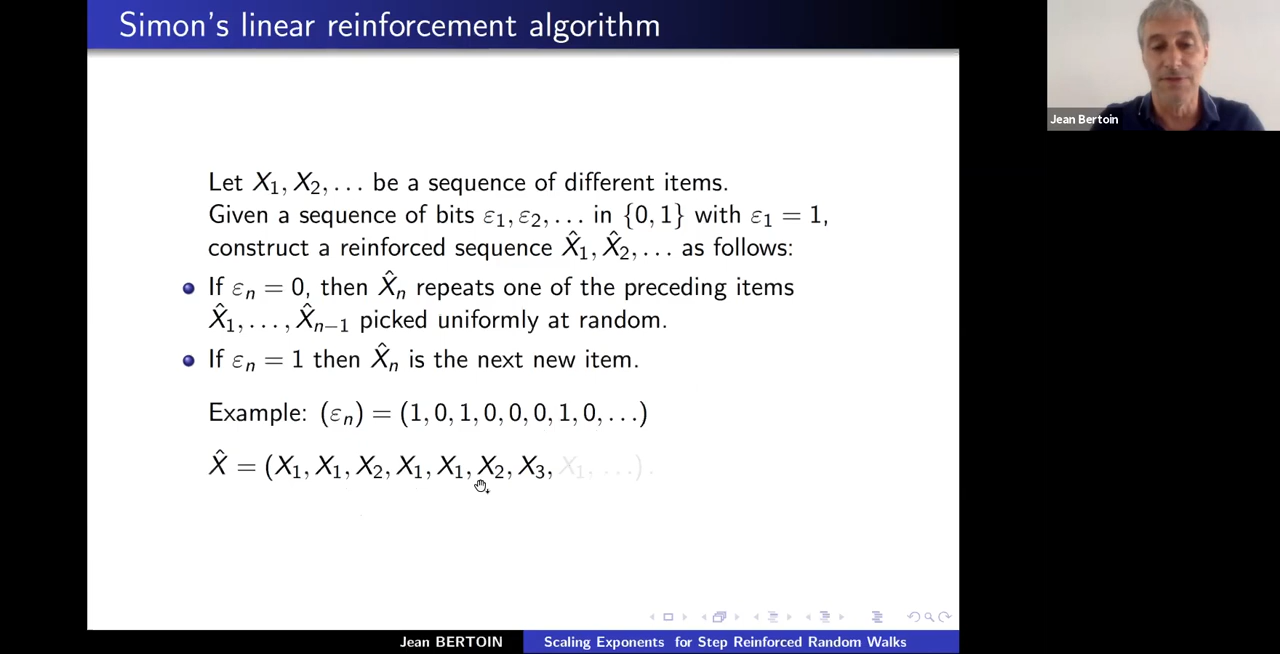 Simon's linear reinforcement algorithm
Jean Bertoin
Let X₁, X₂, … be a sequence of different items.
Given a sequence of bits ε₁, ε₂, … in {0, 1} with ε₁ = 1,
construct a reinforced sequence X̂₁, X̂₂, … as follows:
If εₙ = 0, then X̂ₙ repeats one of the preceding items
X̂₁, …, X̂ₙ₋₁ picked uniformly at random.
If εₙ = 1 then X̂ₙ is the next new item.
Example: (εₙ) = (1, 0, 1, 0, 0, 0, 1, 0, …)
X̂ = (X₁, X₁, X₂, X₁, X₁, X₂, X₃, X₁, …).
Jean BERTOIN
Scaling Exponents for Step Reinforced Random Walks